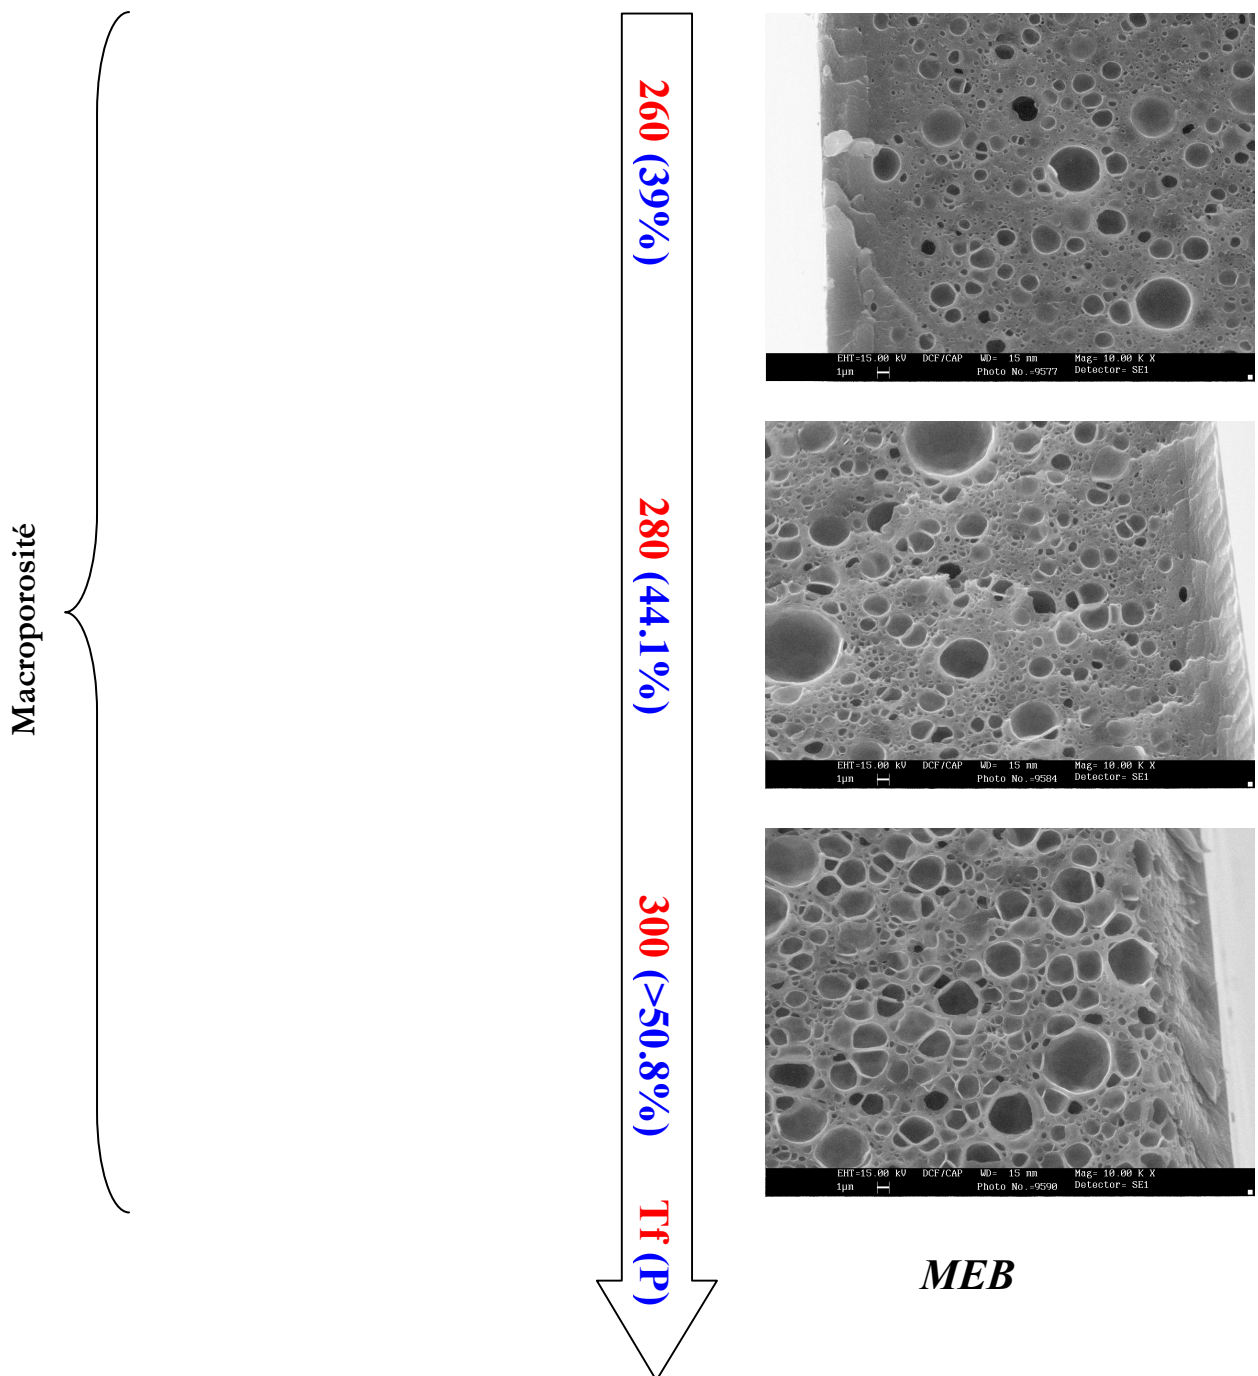 Macroporosité
260 (39%)
EHT=15.00 kV DCF/CAP WD= 15 mm Mag= 10.00 K X
1µm Photo No.=9577 Detector= SE1
280 (44.1%)
EHT=15.00 kV DCF/CAP WD= 15 mm Mag= 10.00 K X
1µm Photo No.=9584 Detector= SE1
300 (>50.8%)
EHT=15.00 kV DCF/CAP WD= 15 mm Mag= 10.00 K X
1µm Photo No.=9590 Detector= SE1
Tf (P)
MEB